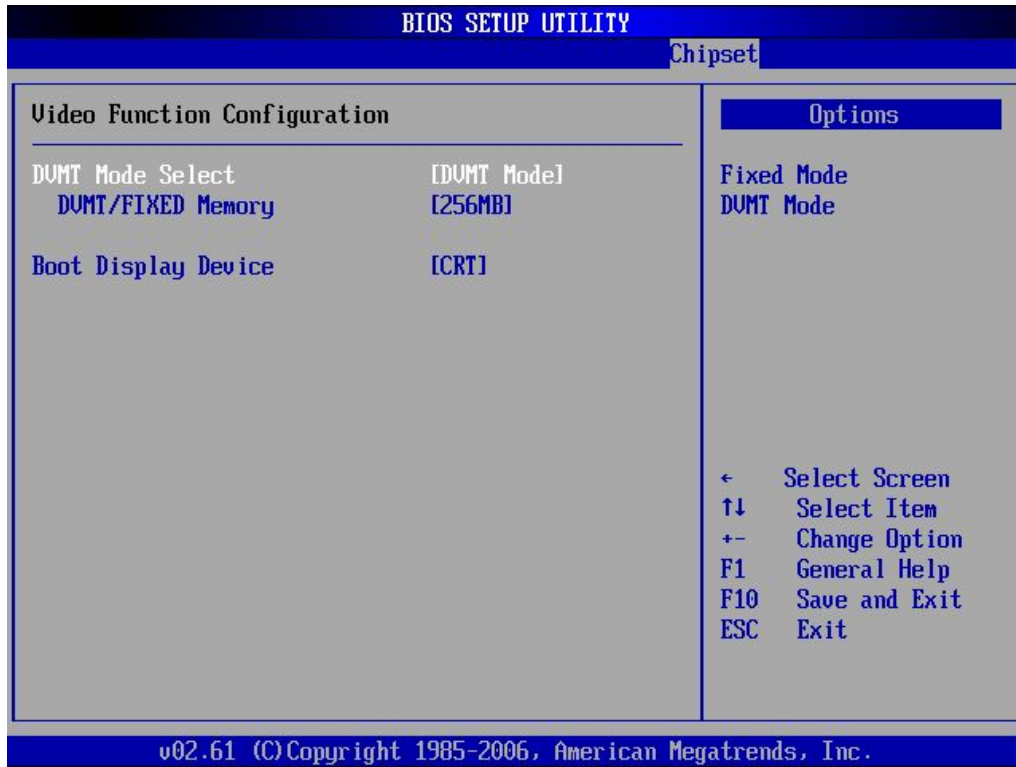 BIOS SETUP UTILITY
Chipset
Video Function Configuration
DVMT Mode Select [DVMT Mode]
DVMT/FIXED Memory [256MB]
Boot Display Device [CRT]
Options
Fixed Mode
DVMT Mode
← Select Screen
↑↓ Select Item
+- Change Option
F1 General Help
F10 Save and Exit
ESC Exit
v02.61 (C)Copyright 1985-2006, American Megatrends, Inc.